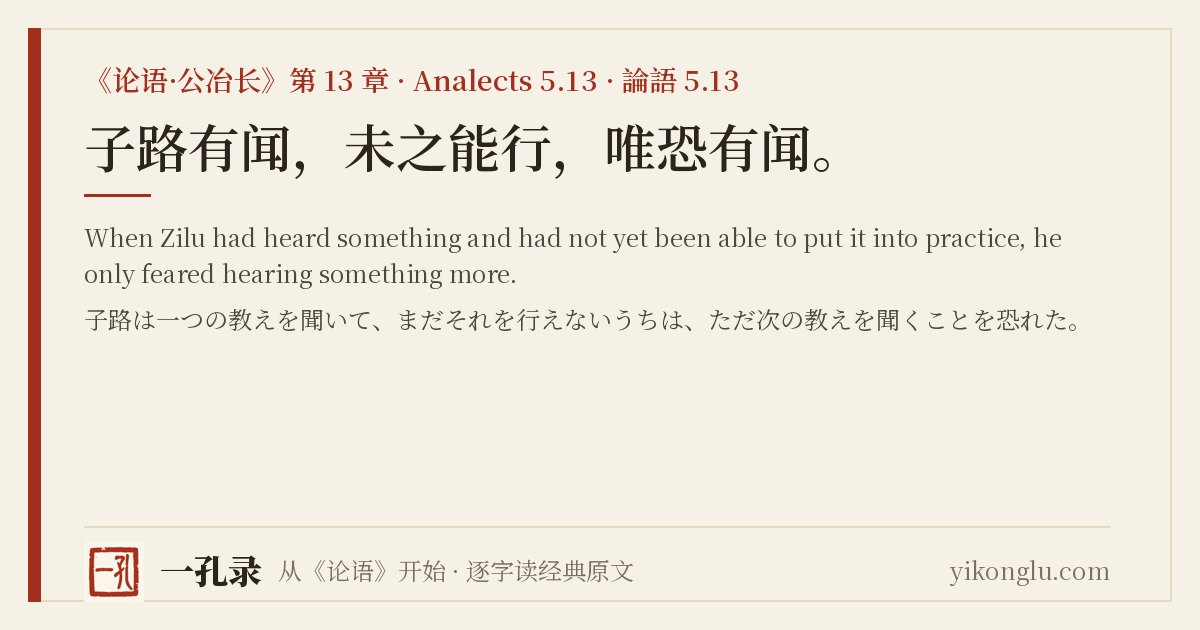 《论语·公冶长》第 13 章 · Analects 5.13 · 論語 5.13
子路有闻，未之能行，唯恐有闻。
When Zilu had heard something and had not yet been able to put it into practice, he
only feared hearing something more.
子路は一つの教えを聞いて、まだそれを行えないうちは、ただ次の教えを聞くことを恐れた。
一孔
一孔录 从《论语》开始 · 逐字读经典原文 yikonglu.com